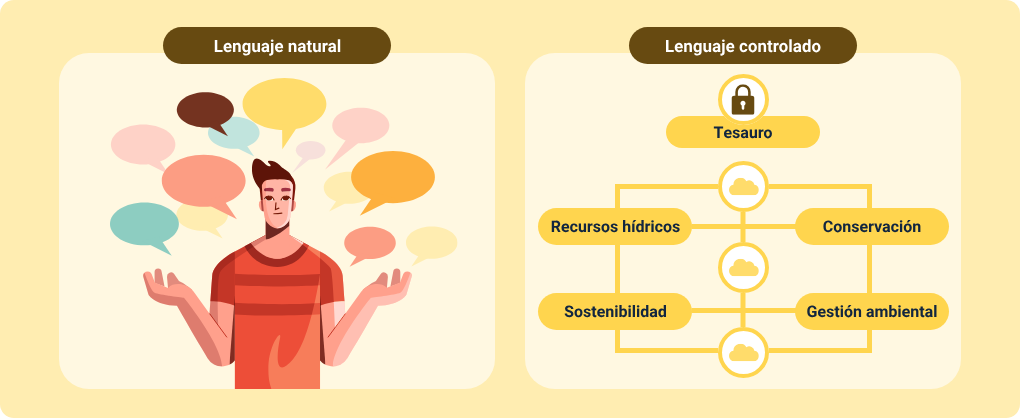 Lenguaje natural
Lenguaje controlado
Tesauro
Recursos hídricos
Conservación
Sostenibilidad
Gestión ambiental